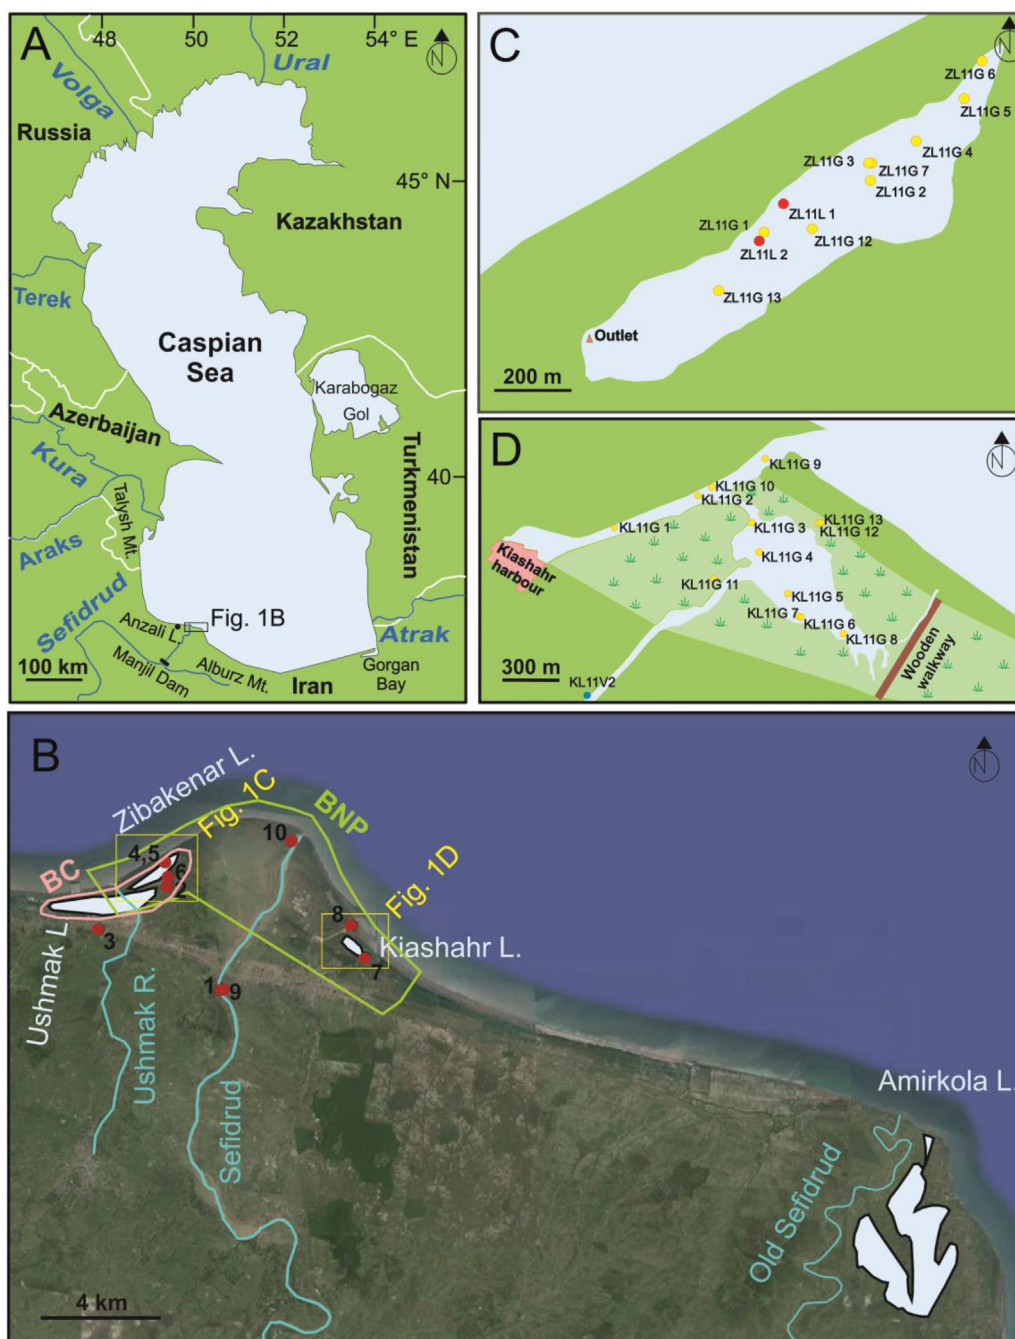 A
48
50
52
54° E
N
Volga
Ural
Russia
45° N
Kazakhstan
Terek
Caspian
Sea
Karabogaz
Gol
Azerbaijan
Kura
Turkmenistan
40
Talysh Mt.
Araks
Sefidrud
Anzali L.
Fig. 1B
Atrak
Manjil Dam
Alburz Mt.
Gorgan
Bay
Iran
100 km
C
N
ZL11G 6
ZL11G 5
ZL11G 4
ZL11G 3
ZL11G 7
ZL11G 2
ZL11L 1
ZL11G 1
ZL11G 12
ZL11L 2
ZL11G 13
Outlet
200 m
D
N
KL11G 9
KL11G 10
KL11G 2
KL11G 1
KL11G 3
KL11G 13
KL11G 12
Kiashahr
harbour
KL11G 4
KL11G 11
KL11G 5
KL11G 7
KL11G 6
KL11G 8
Wooden
walkway
KL11V2
300 m
B
N
Zibakenar L.
Fig. 1C
BNP
BC
4,5
6
2
10
Fig. 1D
8
Kiashahr L.
7
3
1
9
Ushmak L
Ushmak R.
Sefidrud
Amirkola L.
Old Sefidrud
4 km